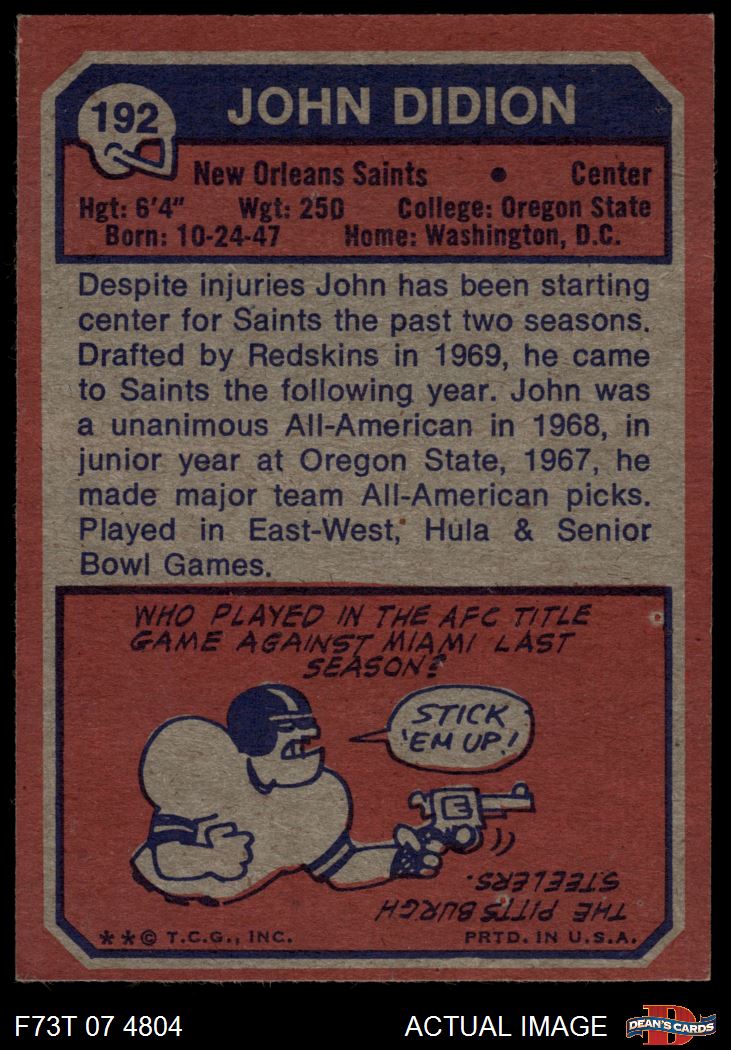 192
JOHN DIDION
New Orleans Saints • Center
Hgt: 6'4" Wgt: 250 College: Oregon State
Born: 10-24-47 Home: Washington, D.C.
Despite injuries John has been starting
center for Saints the past two seasons.
Drafted by Redskins in 1969, he came
to Saints the following year. John was
a unanimous All-American in 1968, in
junior year at Oregon State, 1967, he
made major team All-American picks.
Played in East-West, Hula & Senior
Bowl Games.
WHO PLAYED IN THE AFC TITLE
GAME AGAINST MIAMI LAST
SEASON?
STICK
'EM UP!
THE PITTSBURGH
STEELERS.
**© T.C.G., INC. PRTD. IN U.S.A.
F73T 07 4804 ACTUAL IMAGE
D
DEAN'S CARDS